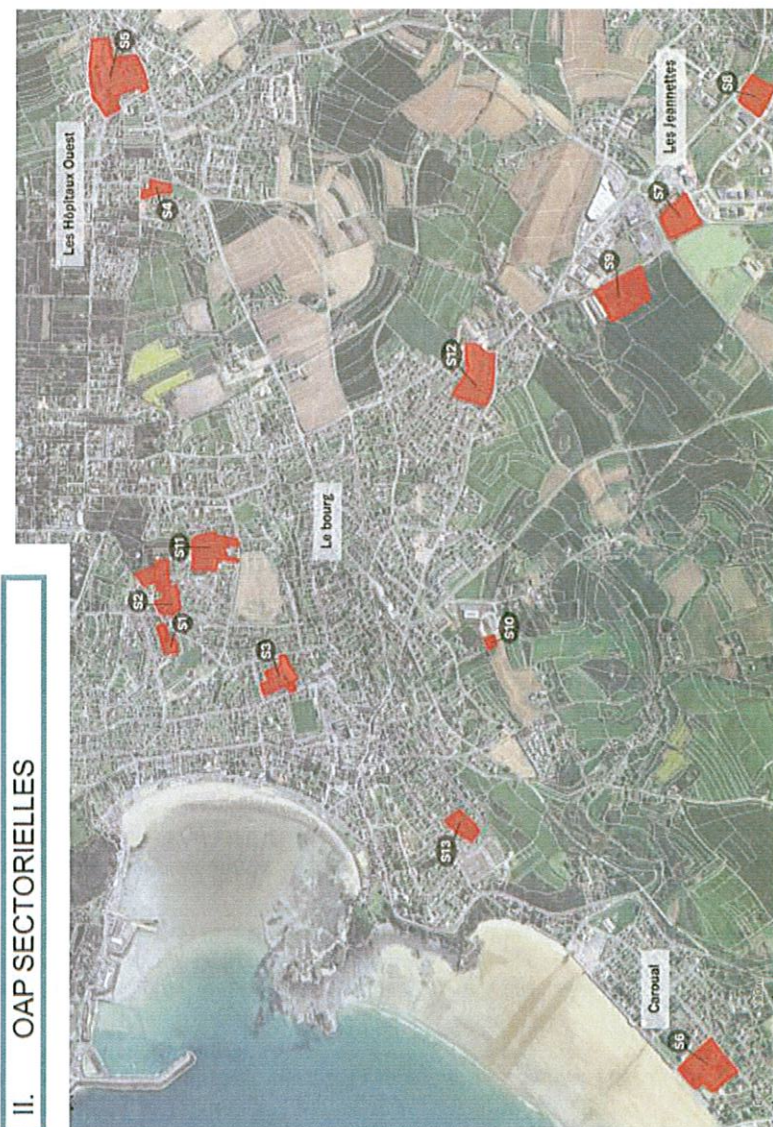 II. OAP SECTORIELLES
Les Hôpitaux Ouest
S5
S2
S4
S1
S11
S3
Le bourg
S13
S12
S10
S9
Caroual
S7
Les Jeannettes
S6
S8